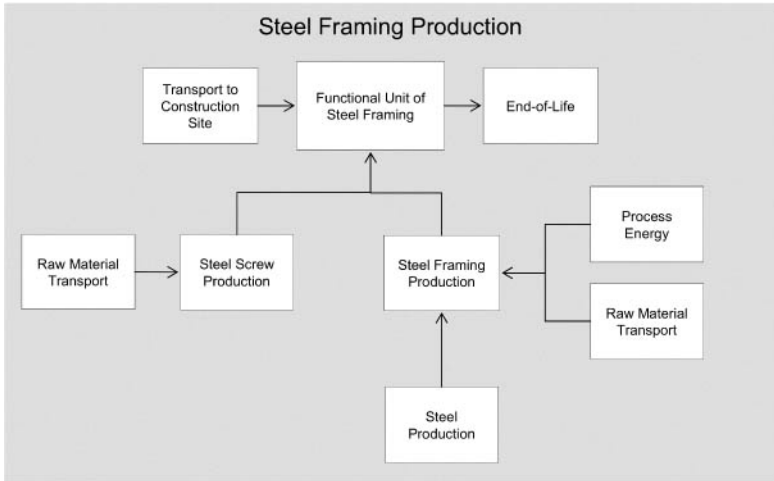 Steel Framing Production
Transport to
Construction
Site
Functional Unit of
Steel Framing
End-of-Life
Process
Energy
Raw Material
Transport
Steel Screw
Production
Steel Framing
Production
Raw Material
Transport
Steel
Production